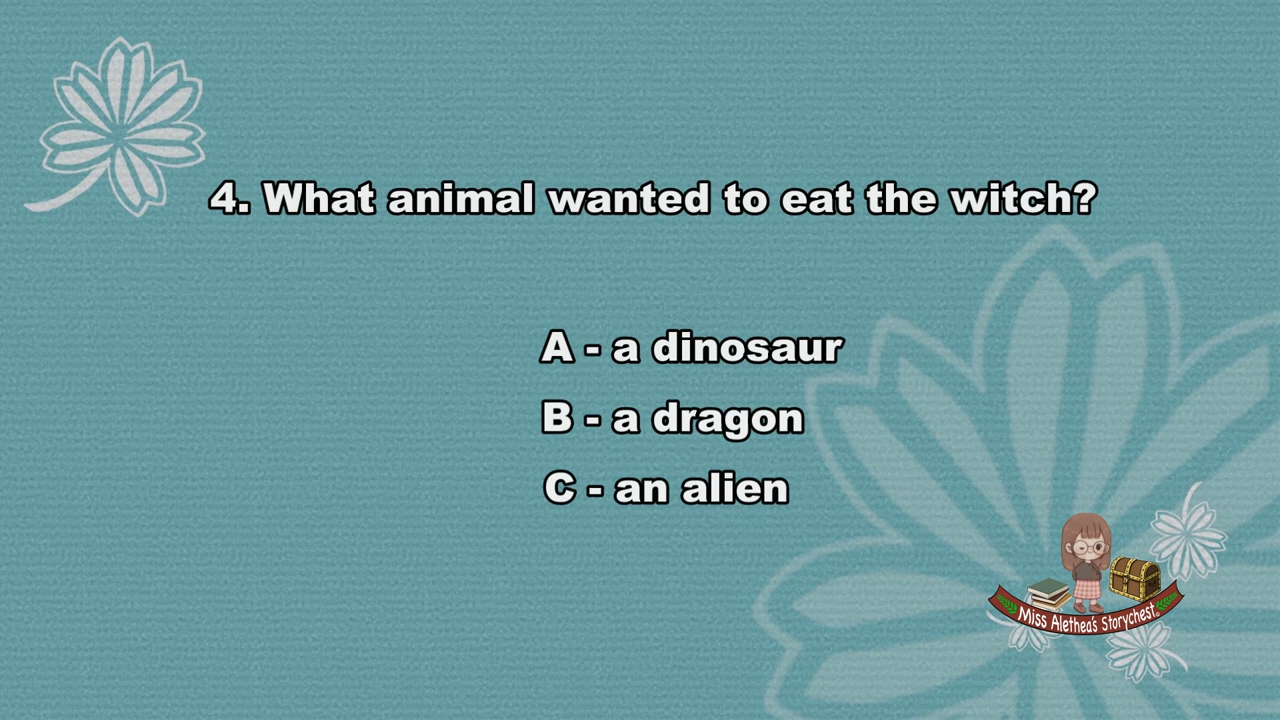 4. What animal wanted to eat the witch?
A - a dinosaur
B - a dragon
C - an alien
Miss Alethea's Storychest